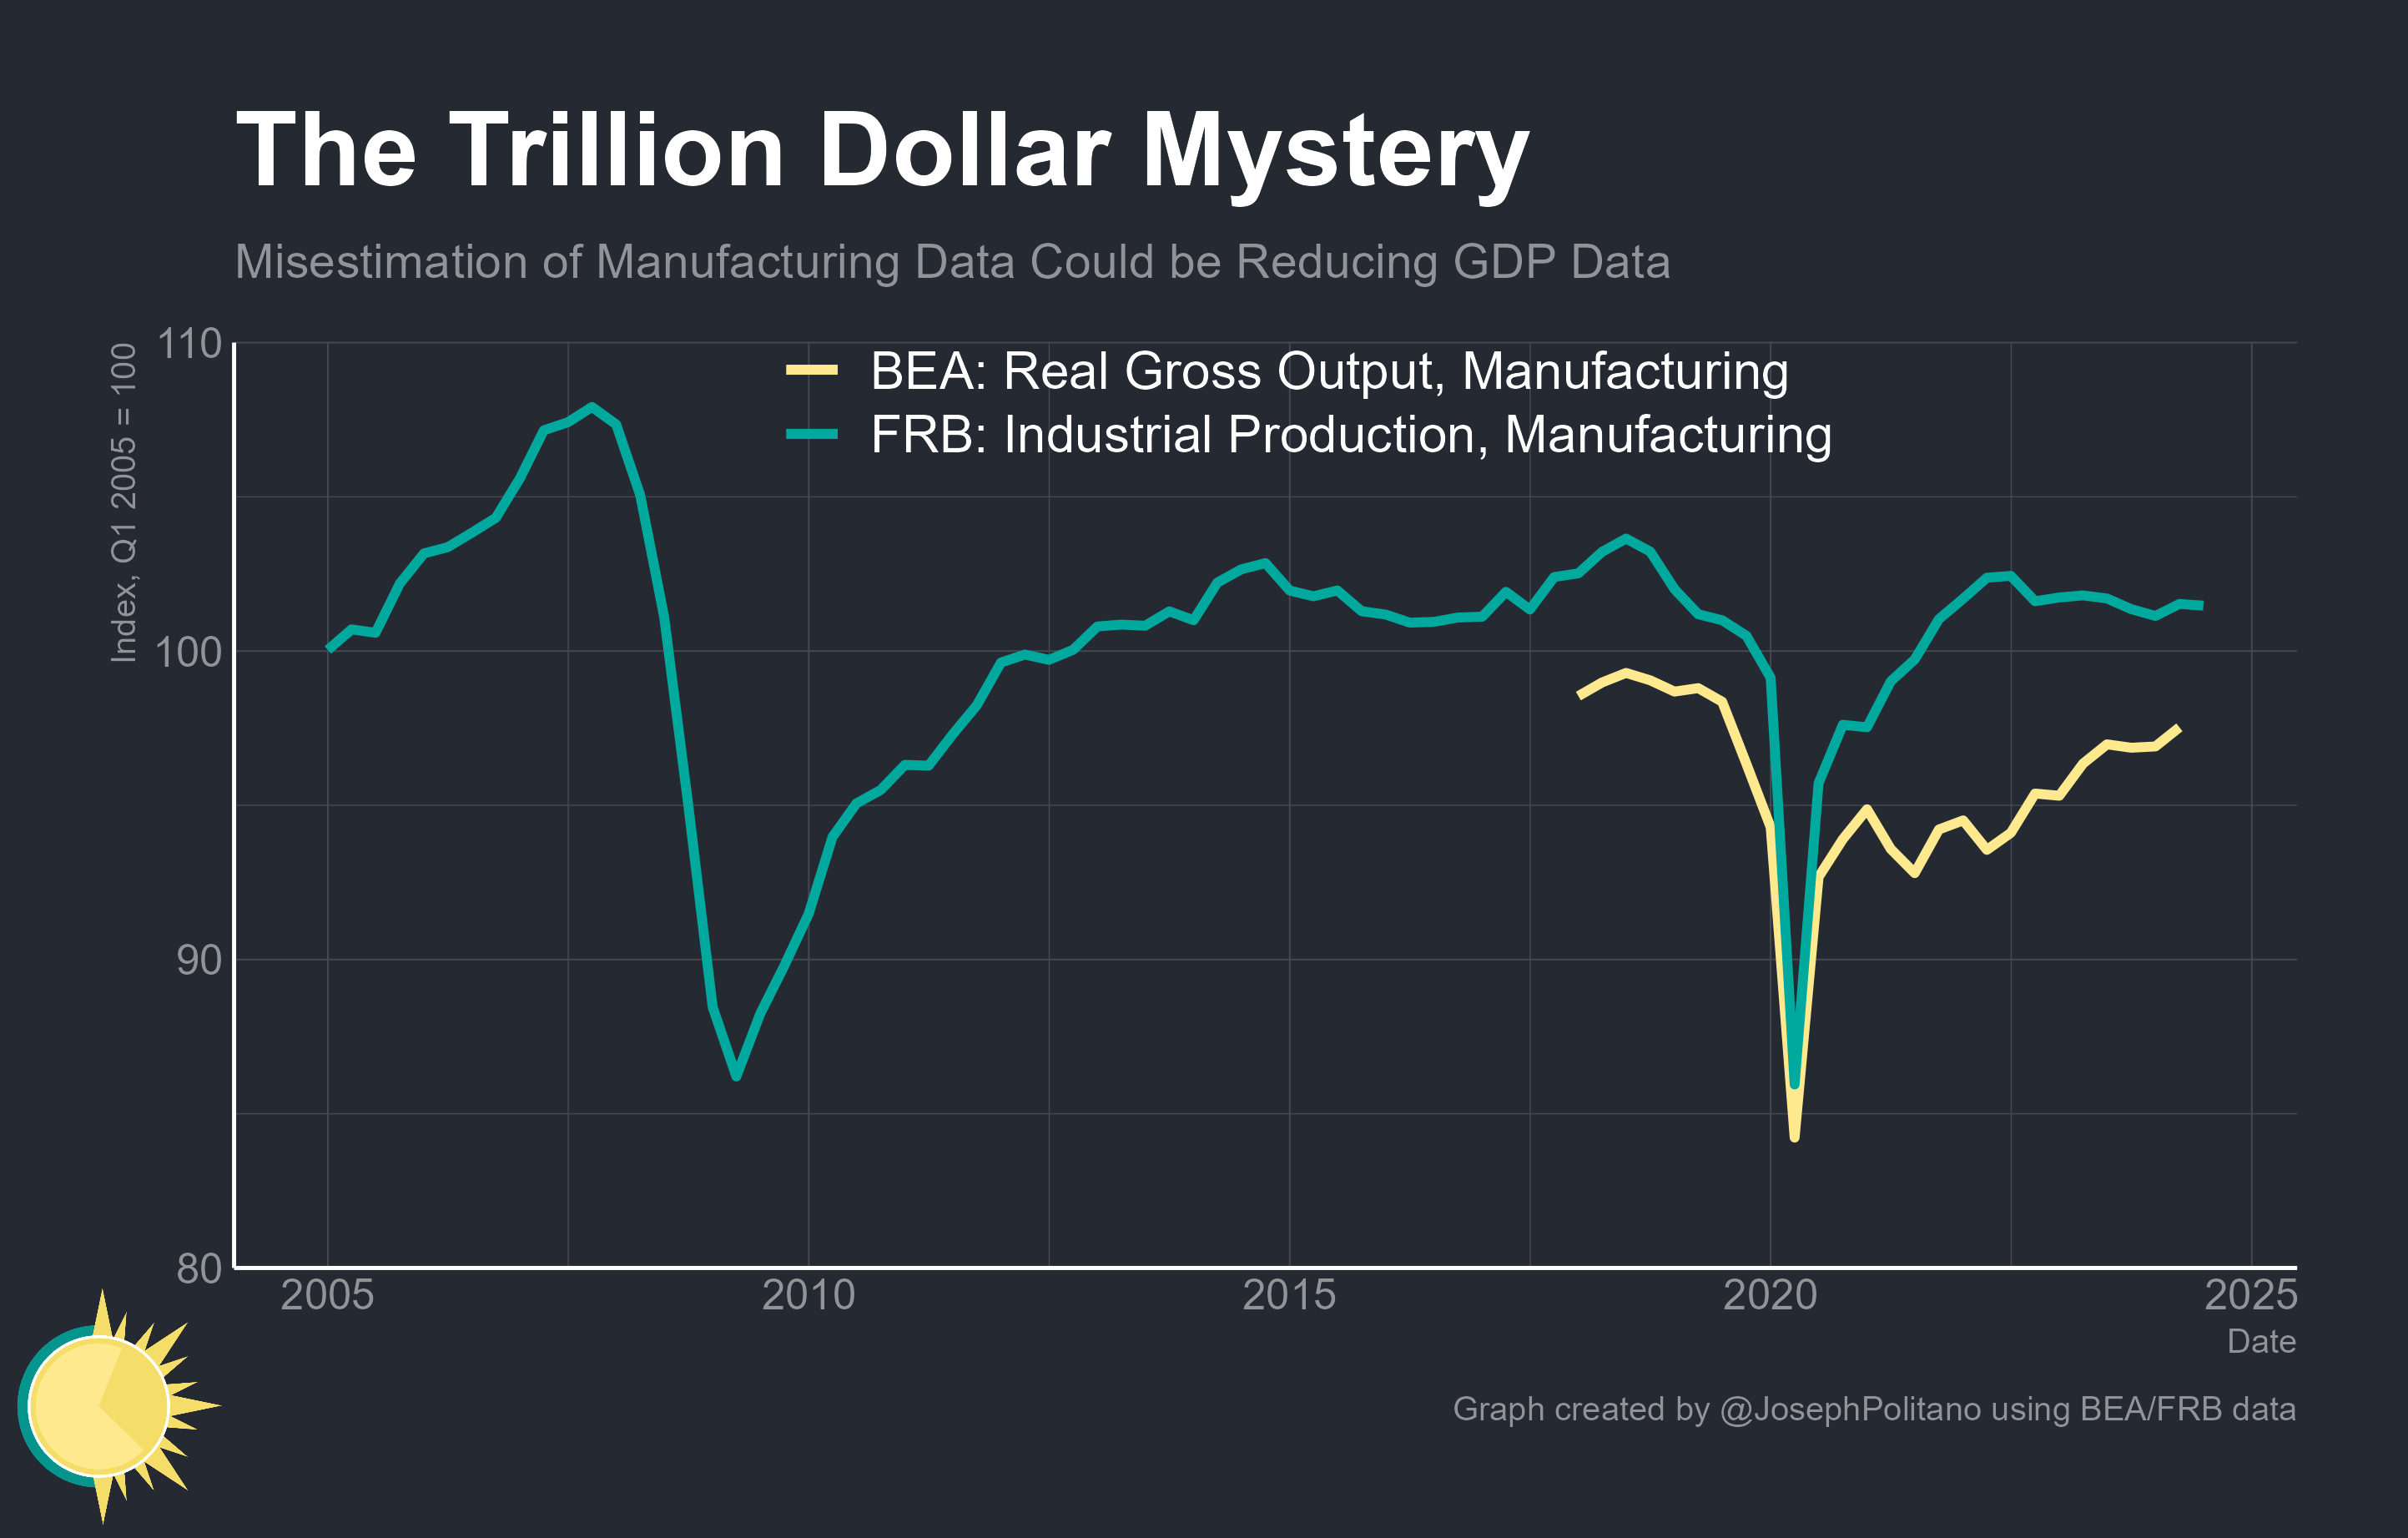 The Trillion Dollar Mystery
Misestimation of Manufacturing Data Could be Reducing GDP Data
Index, Q1 2005 = 100
110
100
90
80
BEA: Real Gross Output, Manufacturing
FRB: Industrial Production, Manufacturing
2005
2010
2015
2020
2025
Date
Graph created by @JosephPolitano using BEA/FRB data